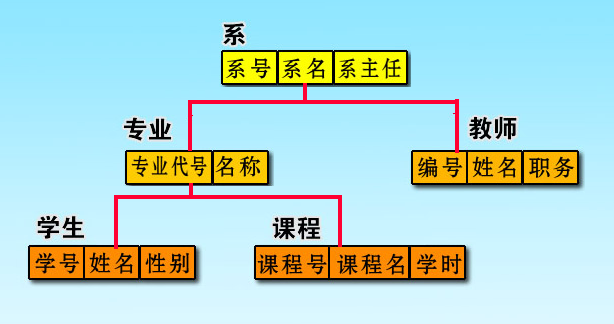 系
系号 系名 系主任
专业 教师
专业代号 名称 编号 姓名 职务
学生 课程
学号 姓名 性别 课程号 课程名 学时